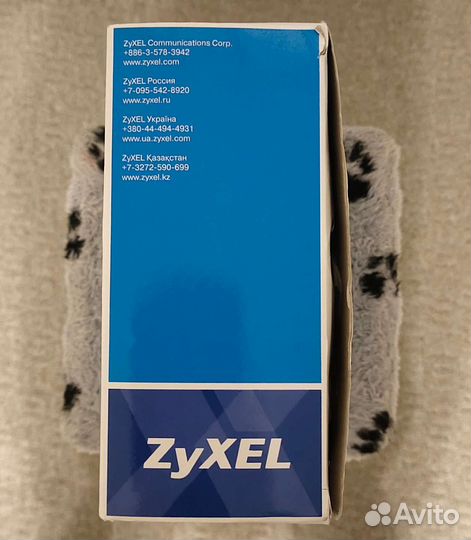 ZyXEL Communications Corp.
+886-3-578-3942
www.zyxel.com
ZyXEL Россия
+7-095-542-8920
www.zyxel.ru
ZyXEL Україна
+380-44-494-4931
www.ua.zyxel.com
ZyXEL Қазақстан
+7-3272-590-699
www.zyxel.kz
ZyXEL
Avito